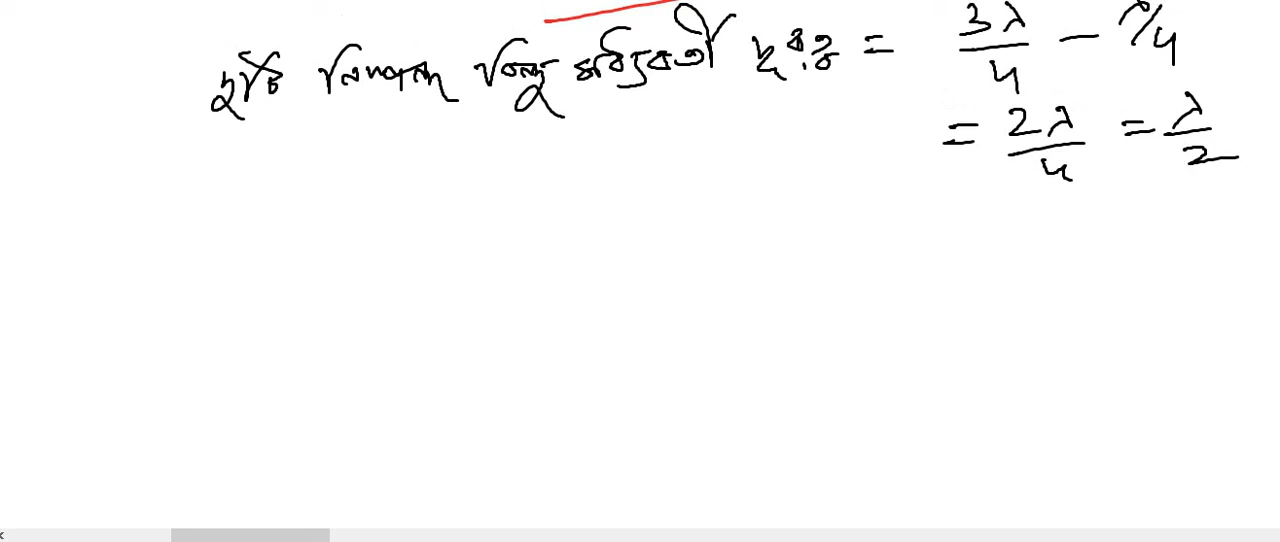 দুটি নিস্পন্দ বিন্দুর মধ্যবর্তী দূরত্ব = 3λ/4 - λ/4
= 2λ/4 = λ/2